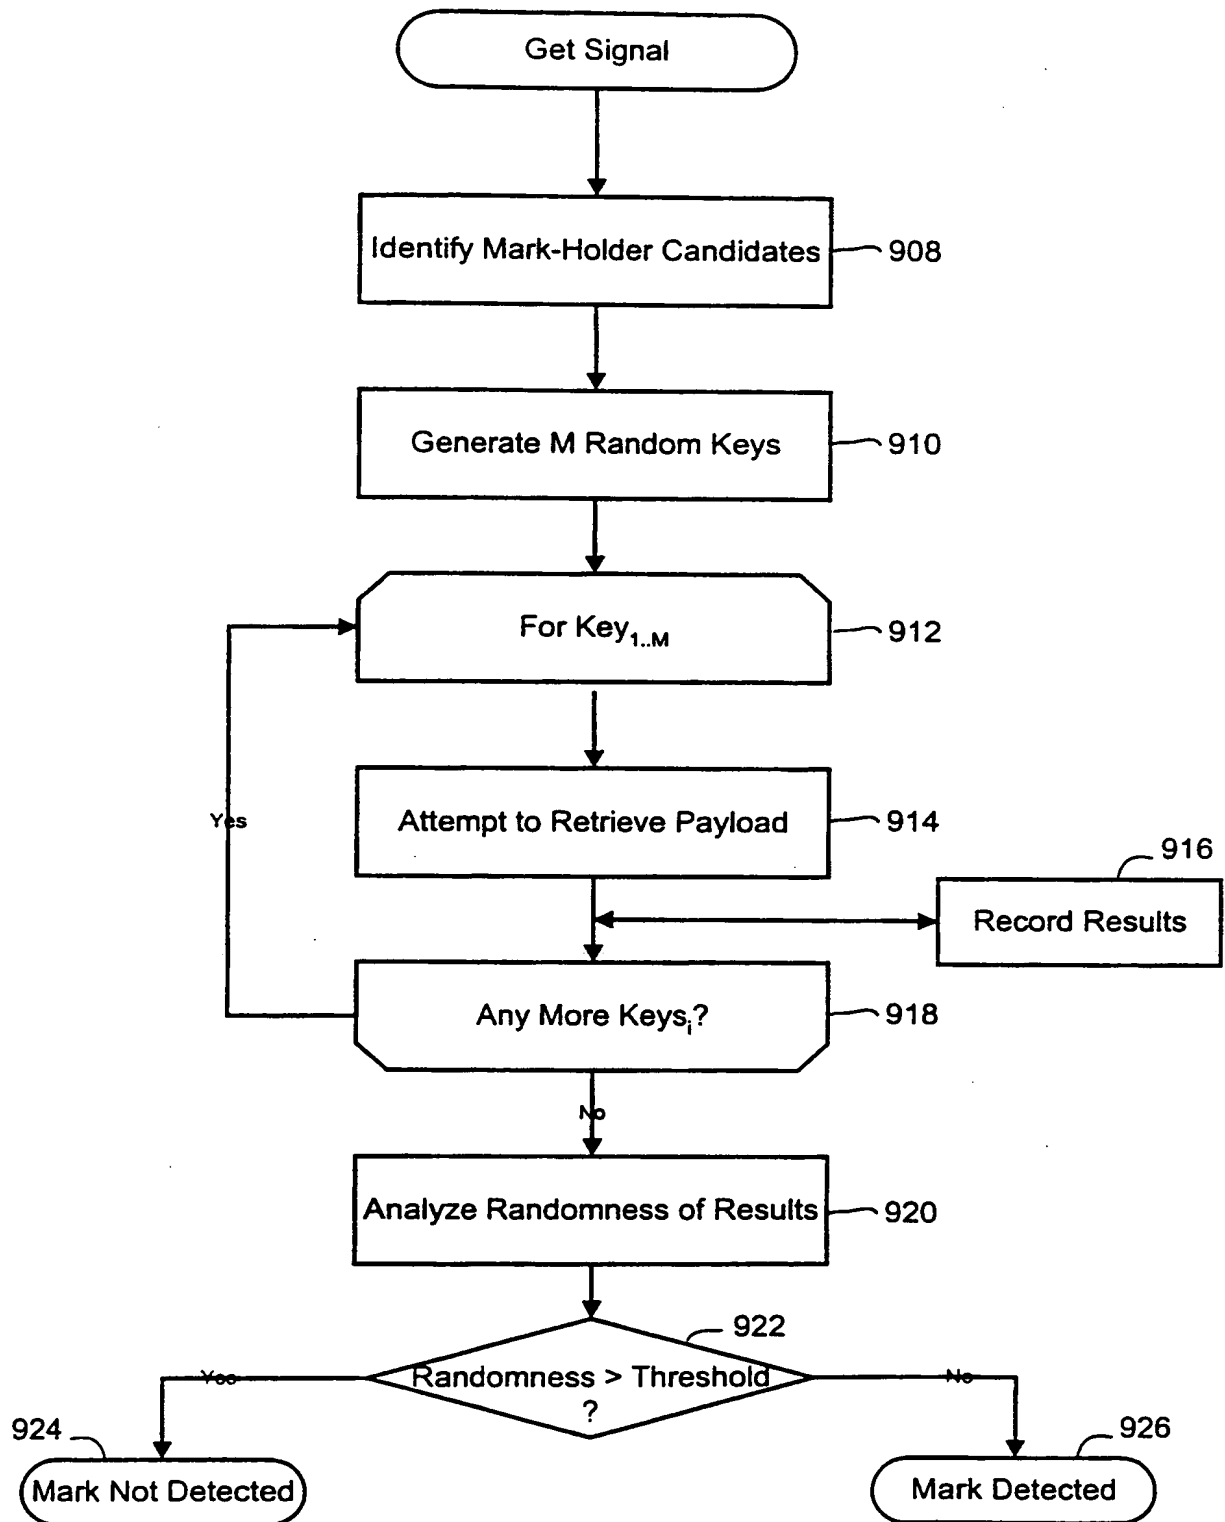 Get Signal
Identify Mark-Holder Candidates
908
Generate M Random Keys
910
For Key1..M
912
Attempt to Retrieve Payload
914
Yes
916
Record Results
Any More Keysi?
918
No
Analyze Randomness of Results
920
922
Randomness > Threshold
?
Yes
No
924
Mark Not Detected
926
Mark Detected